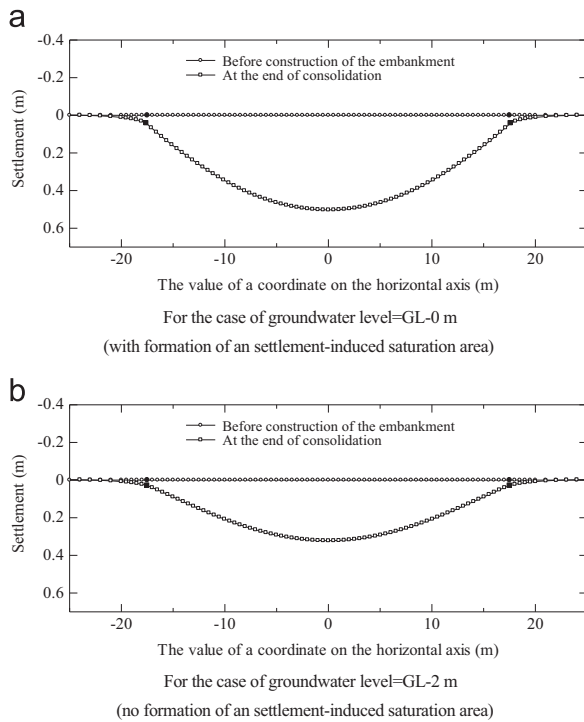 a
-0.4
Before construction of the embankment
At the end of consolidation
-0.2
0
0.2
0.4
0.6
Settlement (m)
-20
-10
0
10
20
The value of a coordinate on the horizontal axis (m)
For the case of groundwater level=GL-0 m
(with formation of an settlement-induced saturation area)
b
-0.4
Before construction of the embankment
At the end of consolidation
-0.2
0
0.2
0.4
0.6
Settlement (m)
-20
-10
0
10
20
The value of a coordinate on the horizontal axis (m)
For the case of groundwater level=GL-2 m
(no formation of an settlement-induced saturation area)